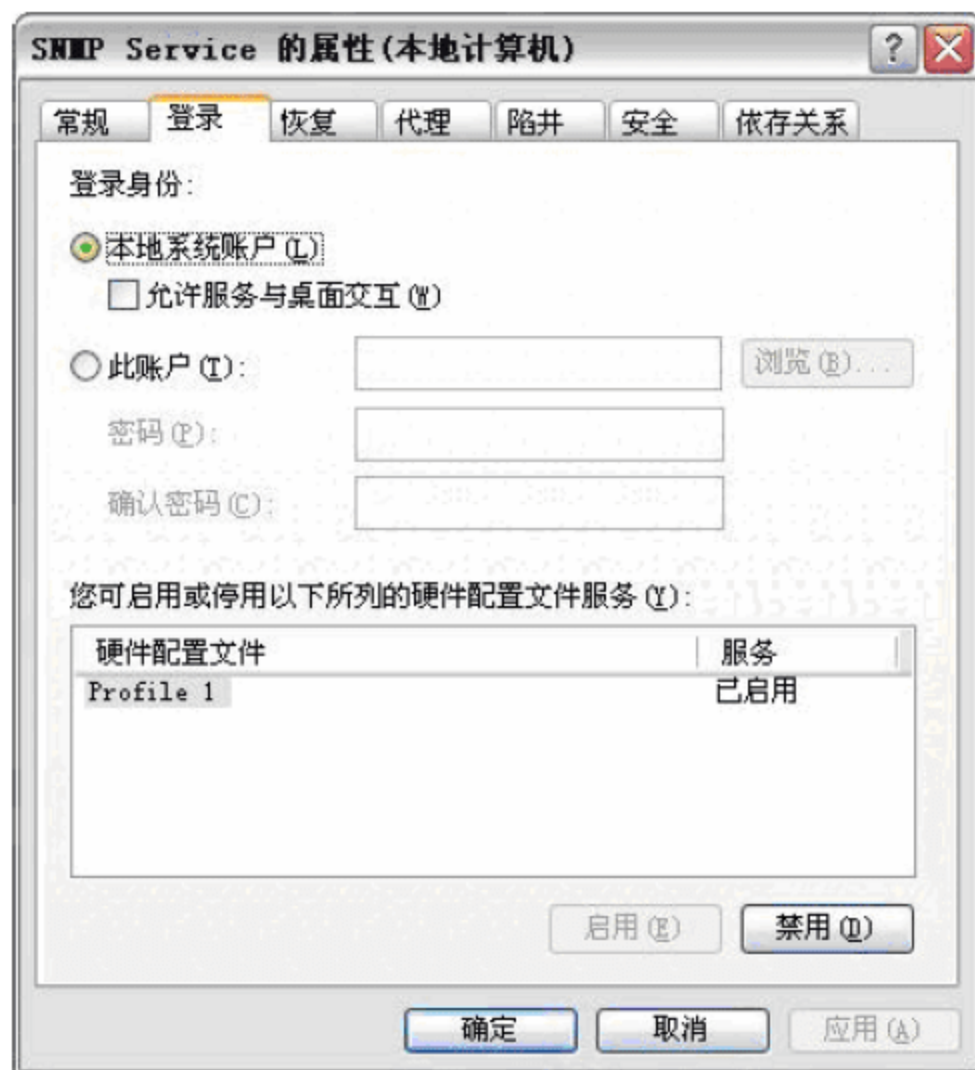 SNMP Service 的属性(本地计算机)
常规 登录 恢复 代理 陷井 安全 依存关系
登录身份:
本地系统账户(L)
允许服务与桌面交互(W)
此账户(T): 浏览(B)...
密码(P):
确认密码(C):
您可启用或停用以下所列的硬件配置文件服务(Y):
硬件配置文件 服务
Profile 1 已启用
启用(E) 禁用(D)
确定 取消 应用(A)